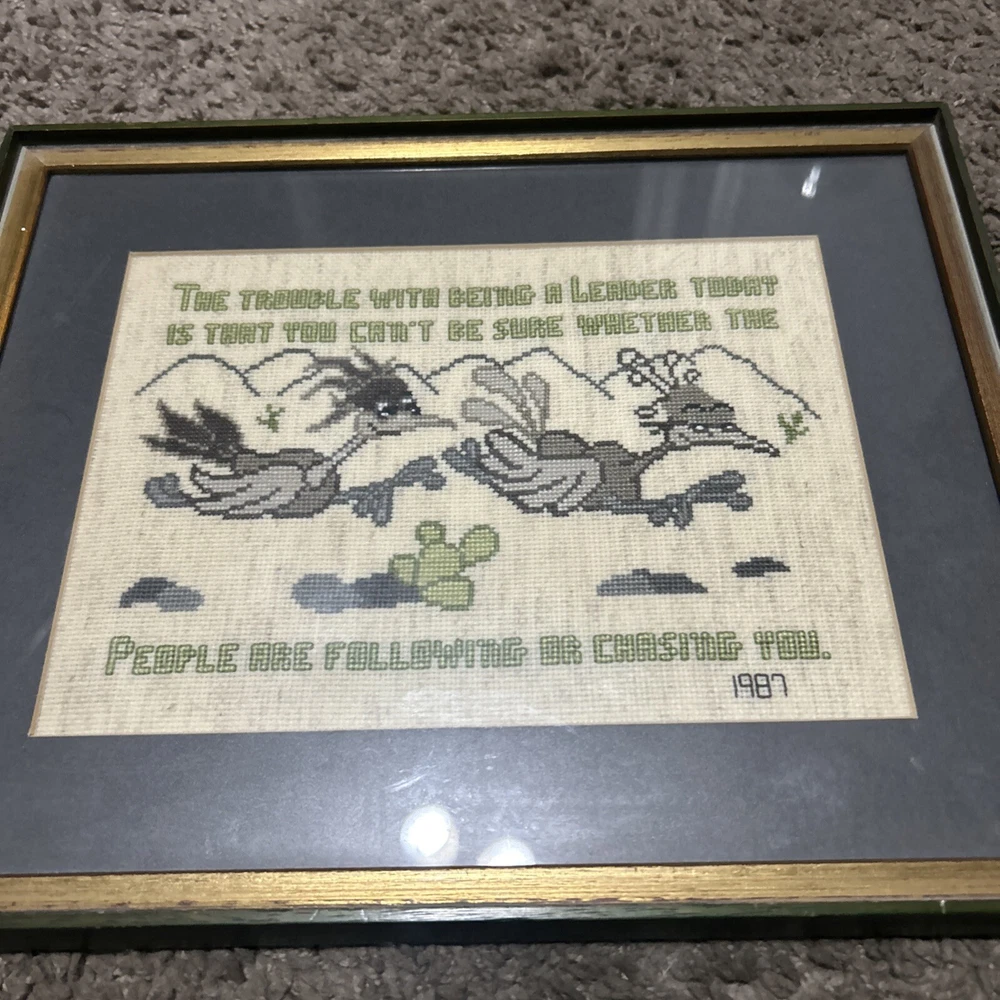 The trouble with being a Leader today
is that you can't be sure whether the
People are following or chasing you.
1987